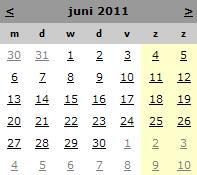 < juni 2011 >
m d w d v z z
30 31 1 2 3 4 5
6 7 8 9 10 11 12
13 14 15 16 17 18 19
20 21 22 23 24 25 26
27 28 29 30 1 2 3
4 5 6 7 8 9 10